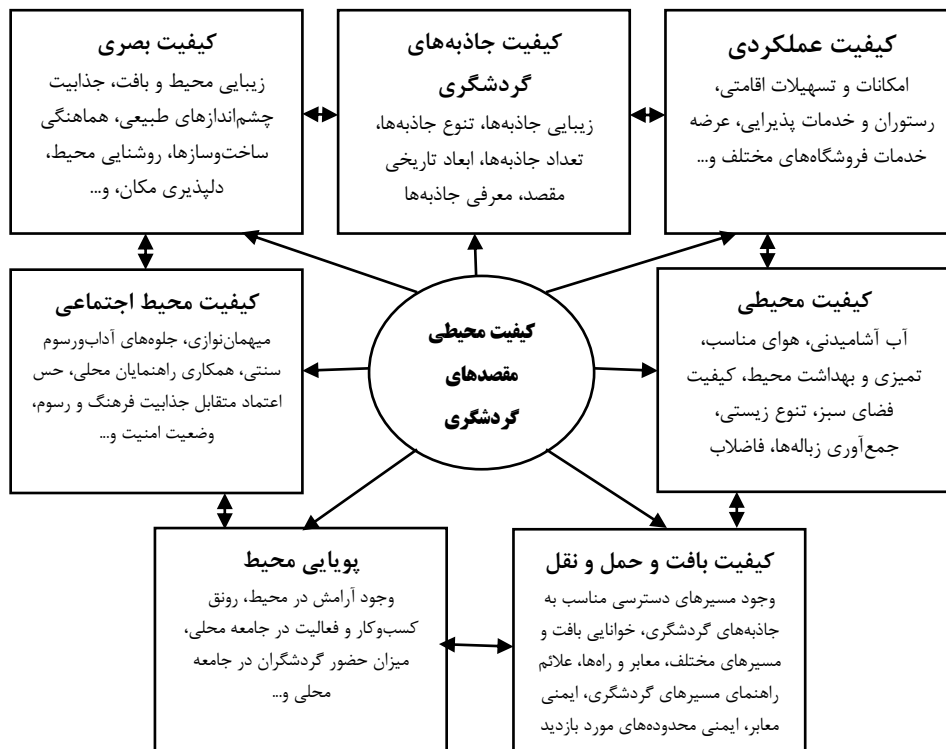 کیفیت عملکردی
امکانات و تسهیلات اقامتی،
رستوران و خدمات پذیرایی، عرضه
خدمات فروشگاه‌های مختلف و...
کیفیت جاذبه‌های
گردشگری
زیبایی جاذبه‌ها، تنوع جاذبه‌ها،
تعداد جاذبه‌ها، ابعاد تاریخی
مقصد، معرفی جاذبه‌ها
کیفیت بصری
زیبایی محیط و بافت، جذابیت
چشم‌اندازهای طبیعی، هماهنگی
ساخت‌وسازها، روشنایی محیط،
دلپذیری مکان، و...
کیفیت محیطی
آب آشامیدنی، هوای مناسب،
تمیزی و بهداشت محیط، کیفیت
فضای سبز، تنوع زیستی،
جمع‌آوری زباله‌ها، فاضلاب
کیفیت محیطی
مقصدهای
گردشگری
کیفیت محیط اجتماعی
میهمان‌نوازی، جلوه‌های آداب‌ورسوم
سنتی، همکاری راهنمایان محلی، حس
اعتماد متقابل جذابیت فرهنگ و رسوم،
وضعیت امنیت و...
کیفیت بافت و حمل و نقل
وجود مسیرهای دسترسی مناسب به
جاذبه‌های گردشگری، خوانایی بافت و
مسیرهای مختلف، معابر و راه‌ها، علائم
راهنمای مسیرهای گردشگری، ایمنی
معابر، ایمنی محدوده‌های مورد بازدید
پویایی محیط
وجود آرامش در محیط، رونق
کسب‌وکار و فعالیت در جامعه محلی،
میزان حضور گردشگران در جامعه
محلی و...